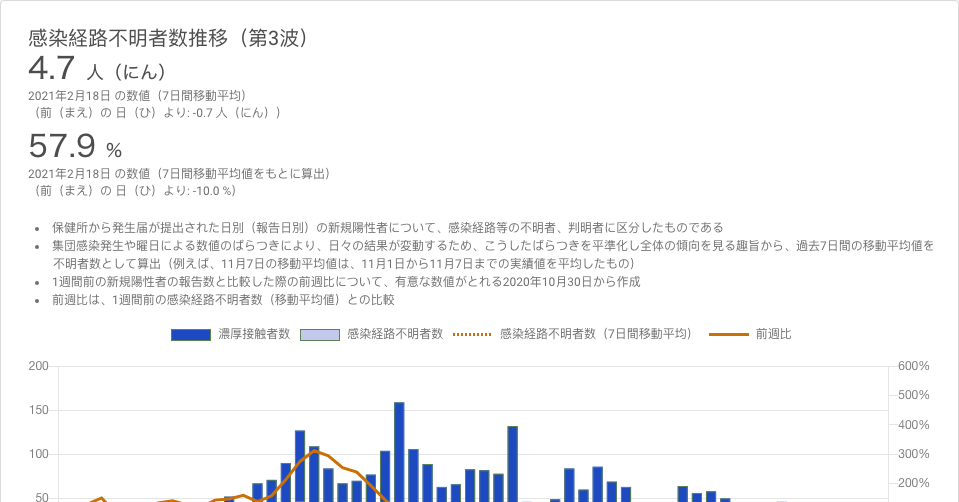 感染経路不明者数推移（第3波）
4.7 人（にん）
2021年2月18日 の数値（7日間移動平均）
（前（まえ）の 日（ひ）より: -0.7 人（にん））
57.9 %
2021年2月18日 の数値（7日間移動平均値をもとに算出）
（前（まえ）の 日（ひ）より: -10.0 %）
保健所から発生届が提出された日別（報告日別）の新規陽性者について、感染経路等の不明者、判明者に区分したものである
集団感染発生や曜日による数値のばらつきにより、日々の結果が変動するため、こうしたばらつきを平準化し全体の傾向を見る趣旨から、過去7日間の移動平均値を
不明者数として算出（例えば、11月7日の移動平均値は、11月1日から11月7日までの実績値を平均したもの）
1週間前の新規陽性者の報告数と比較した際の前週比について、有意な数値がとれる2020年10月30日から作成
前週比は、1週間前の感染経路不明者数（移動平均値）との比較
濃厚接触者数 感染経路不明者数 感染経路不明者数（7日間移動平均） 前週比
200 600%
500%
150
400%
100 300%
200%
50